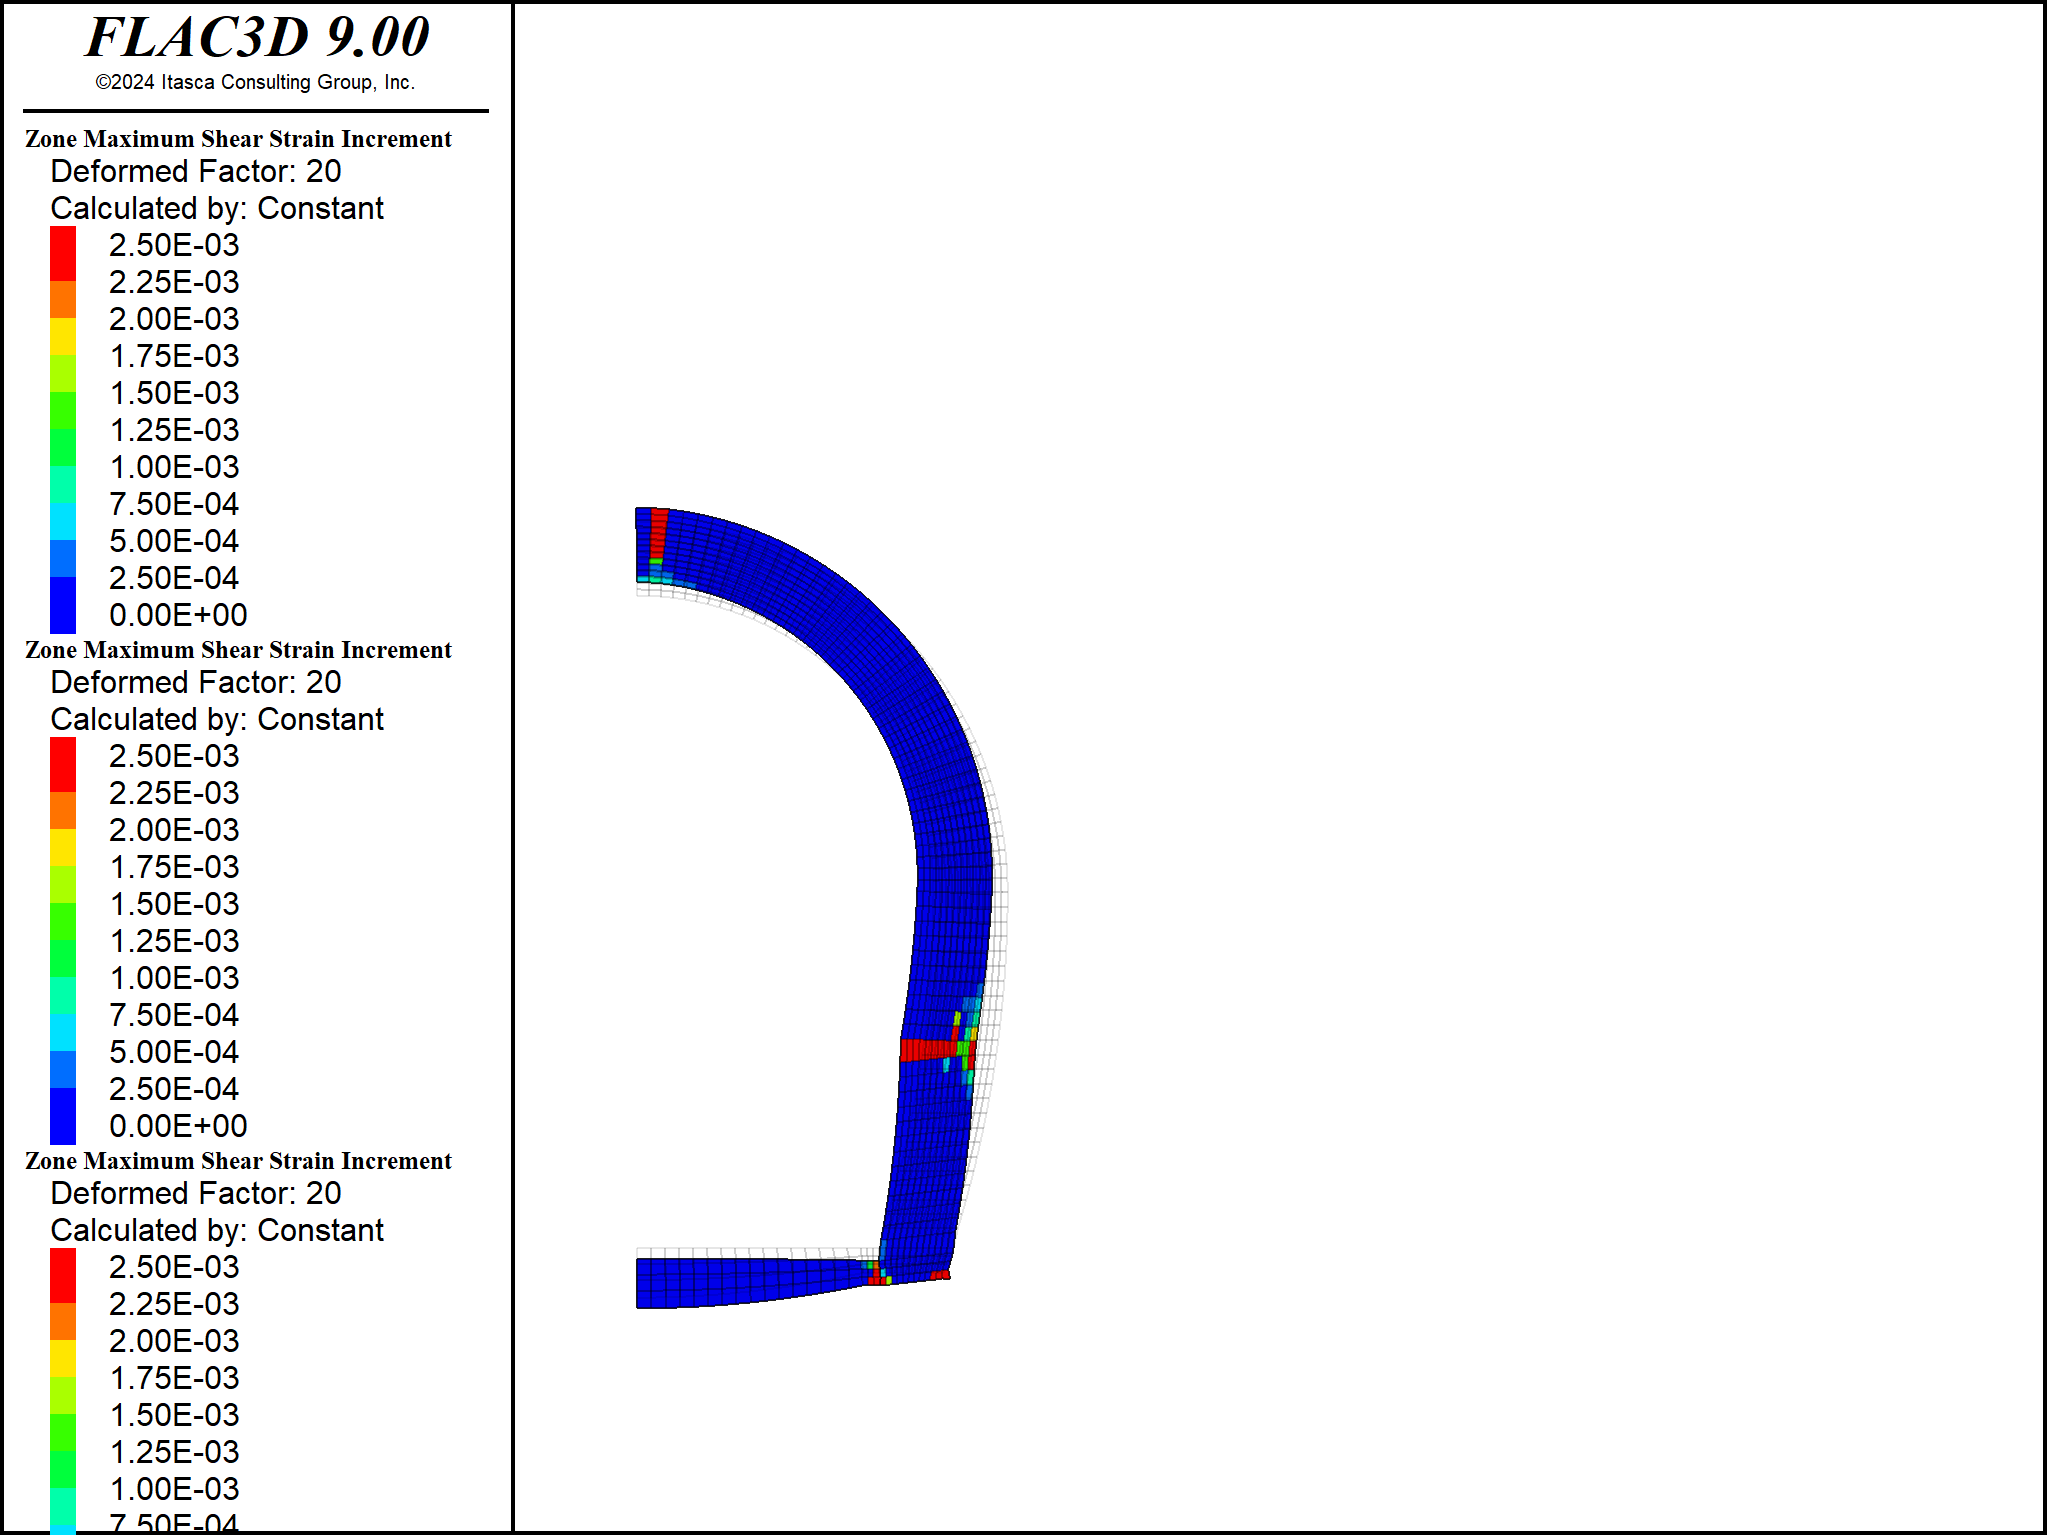 FLAC3D 9.00
©2024 Itasca Consulting Group, Inc.
Zone Maximum Shear Strain Increment
Deformed Factor: 20
Calculated by: Constant
2.50E-03
2.25E-03
2.00E-03
1.75E-03
1.50E-03
1.25E-03
1.00E-03
7.50E-04
5.00E-04
2.50E-04
0.00E+00
Zone Maximum Shear Strain Increment
Deformed Factor: 20
Calculated by: Constant
2.50E-03
2.25E-03
2.00E-03
1.75E-03
1.50E-03
1.25E-03
1.00E-03
7.50E-04
5.00E-04
2.50E-04
0.00E+00
Zone Maximum Shear Strain Increment
Deformed Factor: 20
Calculated by: Constant
2.50E-03
2.25E-03
2.00E-03
1.75E-03
1.50E-03
1.25E-03
1.00E-03
7.50E-04